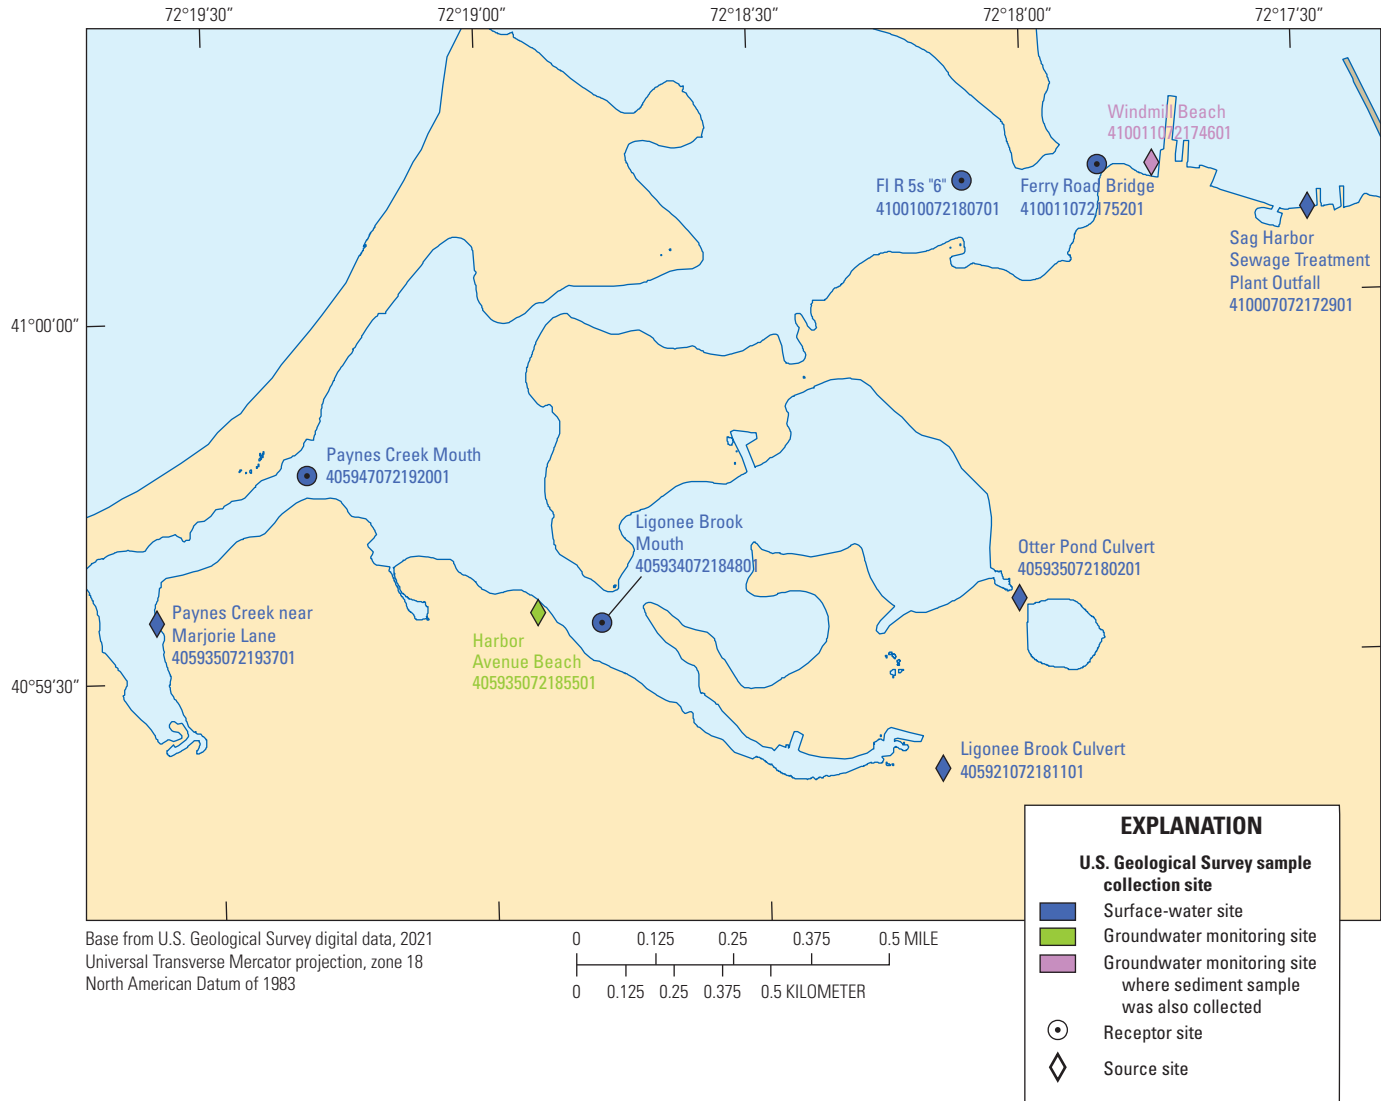 72°19'30"
72°19'00"
72°18'30"
72°18'00"
72°17'30"
Windmill Beach
410011072174601
FI R 5s "6"
410010072180701
Ferry Road Bridge
410011072175201
Sag Harbor
Sewage Treatment
Plant Outfall
410007072172901
41°00'00"
Paynes Creek Mouth
405947072192001
Ligonee Brook
Mouth
405934072184801
Otter Pond Culvert
405935072180201
Paynes Creek near
Marjorie Lane
405935072193701
Harbor
Avenue Beach
405935072185501
40°59'30"
Ligonee Brook Culvert
405921072181101
EXPLANATION
U.S. Geological Survey sample
collection site
Surface-water site
Groundwater monitoring site
Groundwater monitoring site
where sediment sample
was also collected
Receptor site
Source site
Base from U.S. Geological Survey digital data, 2021
Universal Transverse Mercator projection, zone 18
North American Datum of 1983
0 0.125 0.25 0.375 0.5 MILE
0 0.125 0.25 0.375 0.5 KILOMETER